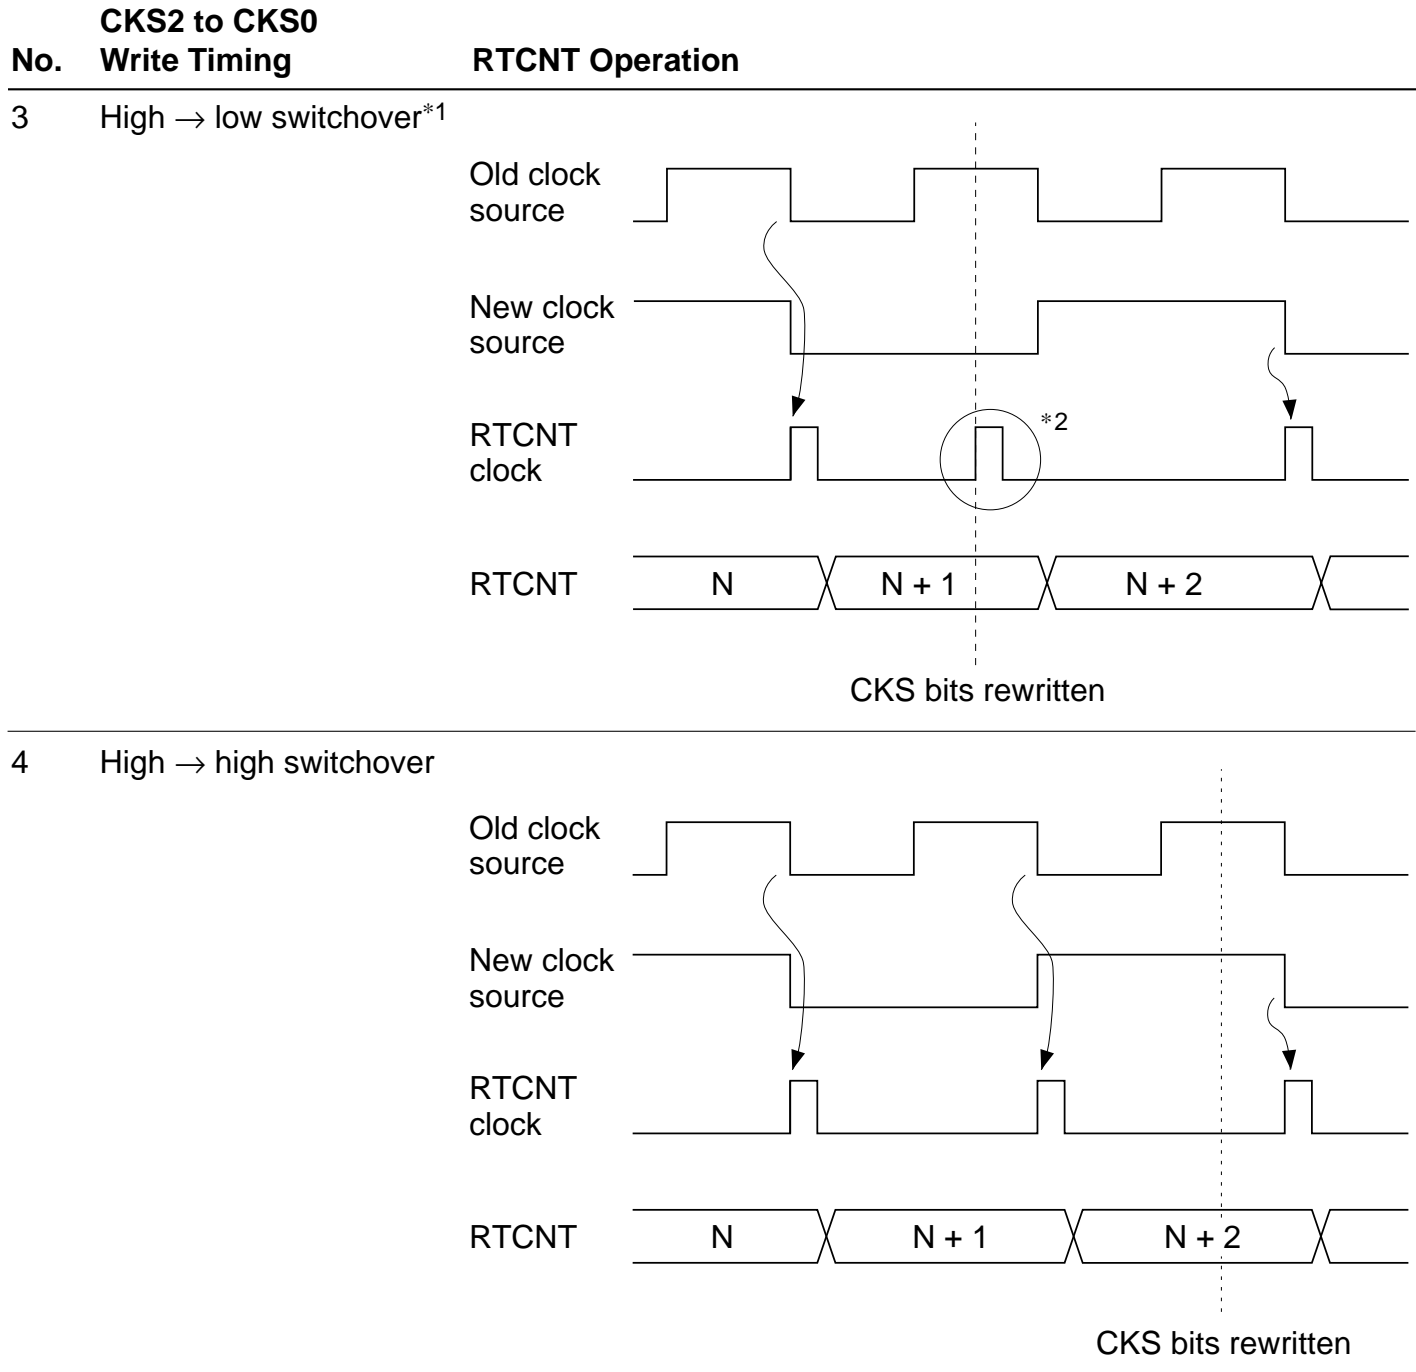 CKS2 to CKS0
No. Write Timing RTCNT Operation
3 High → low switchover*1
Old clock
source
New clock
source
RTCNT
clock
*2
RTCNT N N + 1 N + 2
CKS bits rewritten
4 High → high switchover
Old clock
source
New clock
source
RTCNT
clock
RTCNT N N + 1 N + 2
CKS bits rewritten